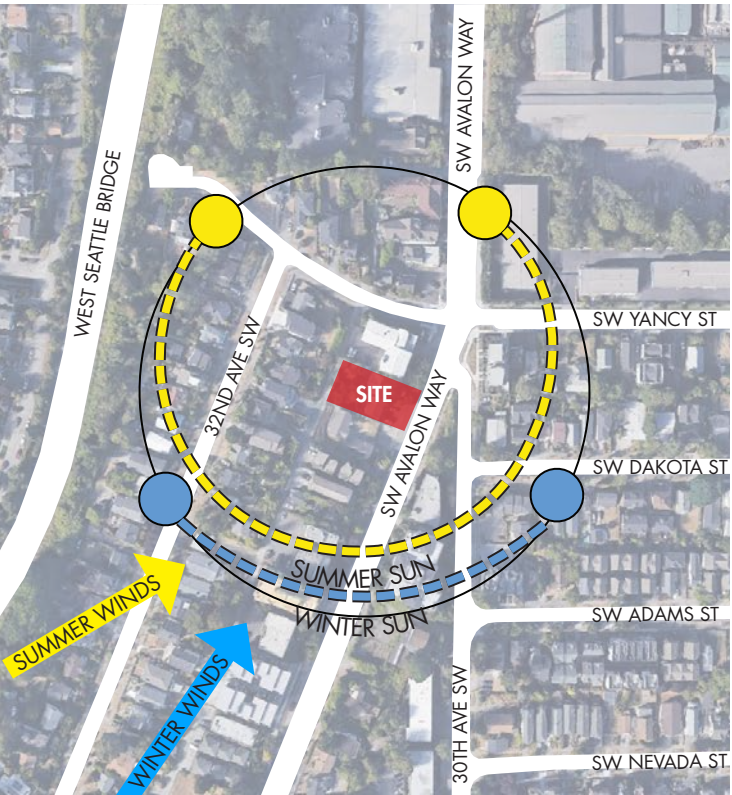 SW AVALON WAY
WEST SEATTLE BRIDGE
SW YANCY ST
32ND AVE SW
SITE
SW AVALON WAY
SW DAKOTA ST
SUMMER SUN
SUMMER WINDS
WINTER SUN
SW ADAMS ST
WINTER WINDS
30TH AVE SW
SW NEVADA ST